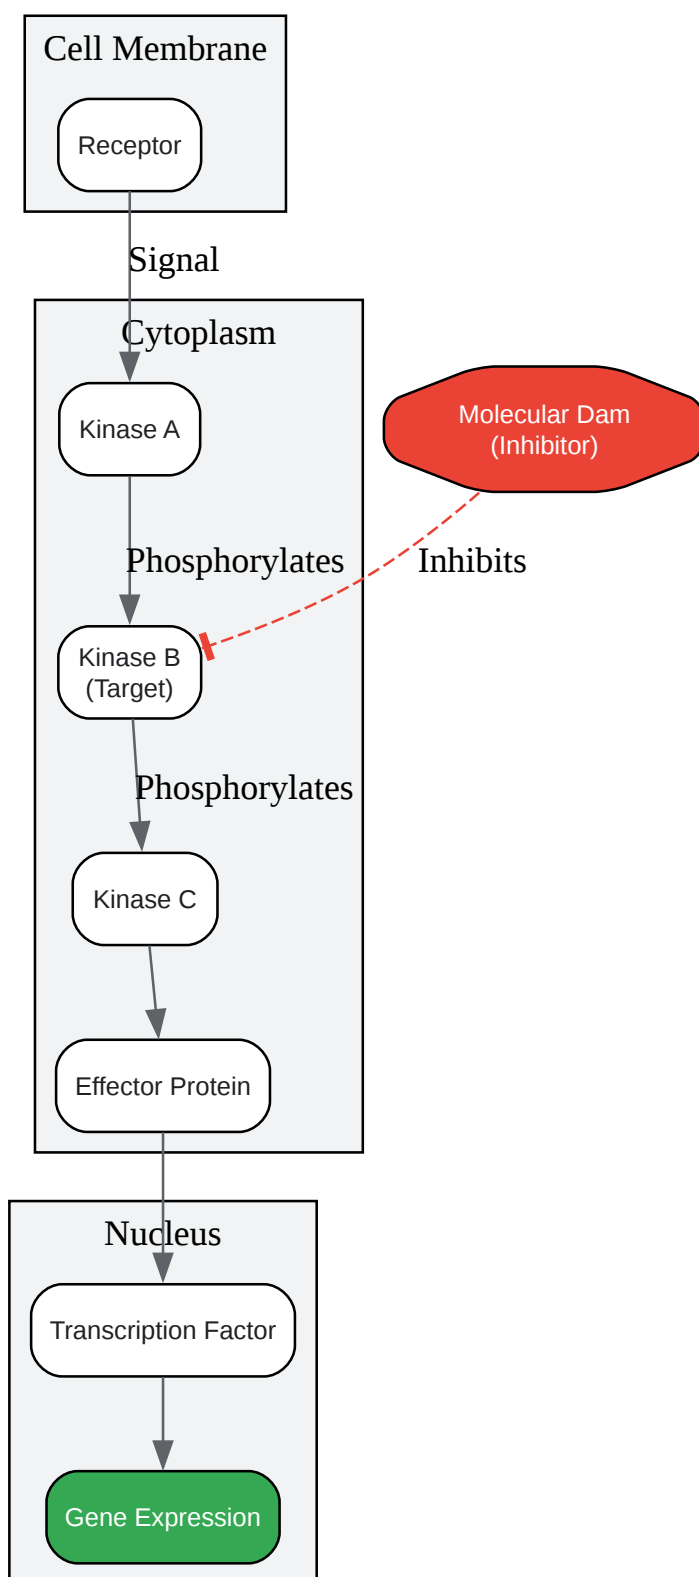 Cell Membrane
Receptor
Signal
Cytoplasm
Kinase A
Molecular Dam
(Inhibitor)
Phosphorylates
Inhibits
Kinase B
(Target)
Phosphorylates
Kinase C
Effector Protein
Nucleus
Transcription Factor
Gene Expression